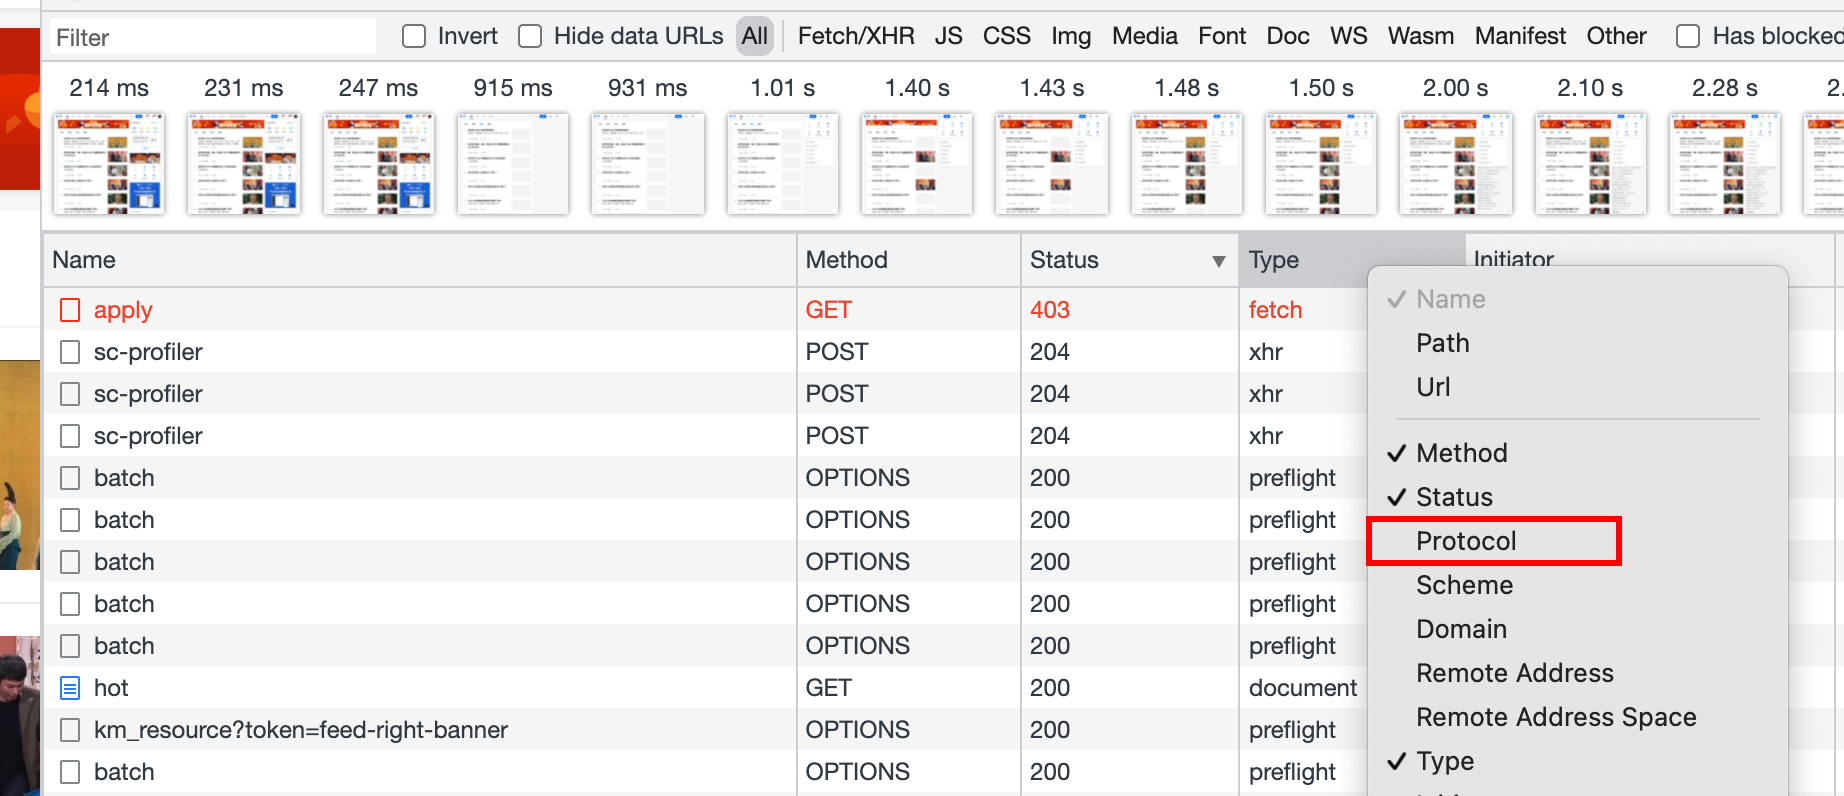 Filter Invert Hide data URLs All Fetch/XHR JS CSS Img Media Font Doc WS Wasm Manifest Other Has blocked
214 ms 231 ms 247 ms 915 ms 931 ms 1.01 s 1.40 s 1.43 s 1.48 s 1.50 s 2.00 s 2.10 s 2.28 s 2.
Name Method Status Type Initiator
apply GET 403 fetch
sc-profiler POST 204 xhr
sc-profiler POST 204 xhr
sc-profiler POST 204 xhr
batch OPTIONS 200 preflight
batch OPTIONS 200 preflight
batch OPTIONS 200 preflight
batch OPTIONS 200 preflight
batch OPTIONS 200 preflight
hot GET 200 document
km_resource?token=feed-right-banner OPTIONS 200 preflight
batch OPTIONS 200 preflight
Name
Path
Url
Method
Status
Protocol
Scheme
Domain
Remote Address
Remote Address Space
Type